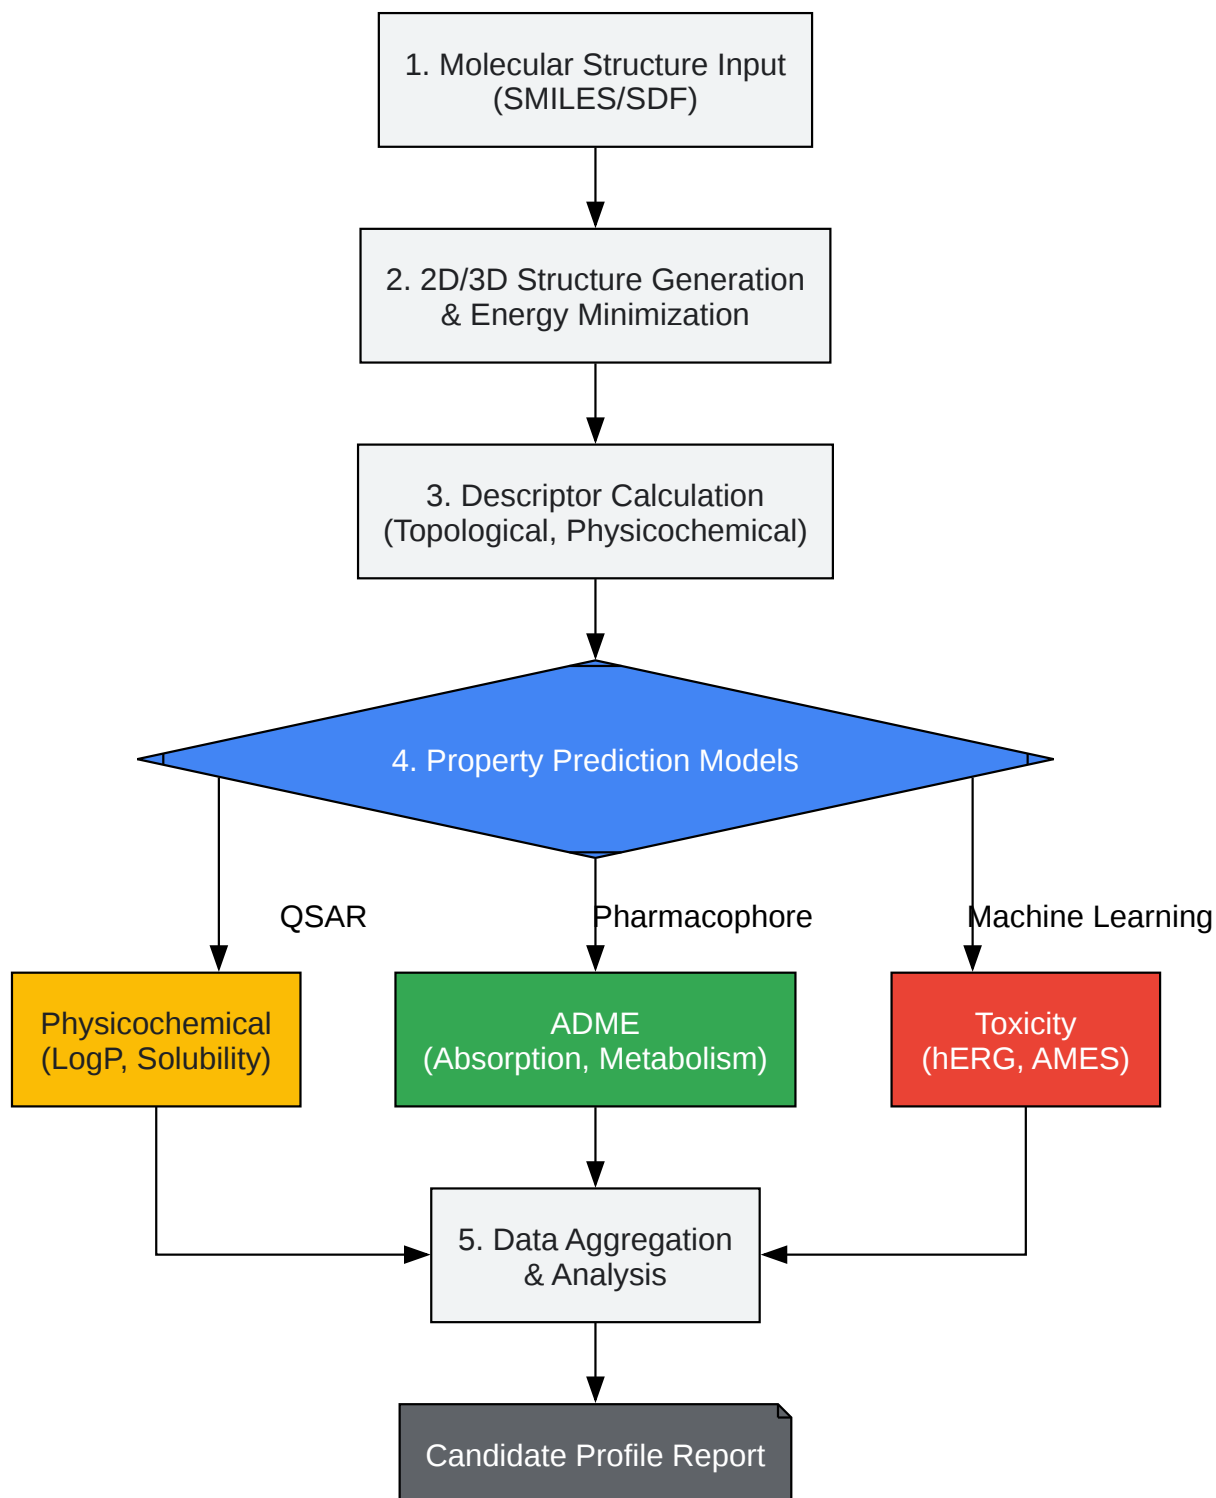 1. Molecular Structure Input
(SMILES/SDF)
2. 2D/3D Structure Generation
& Energy Minimization
3. Descriptor Calculation
(Topological, Physicochemical)
4. Property Prediction Models
QSAR
Pharmacophore
Machine Learning
Physicochemical
(LogP, Solubility)
ADME
(Absorption, Metabolism)
Toxicity
(hERG, AMES)
5. Data Aggregation
& Analysis
Candidate Profile Report